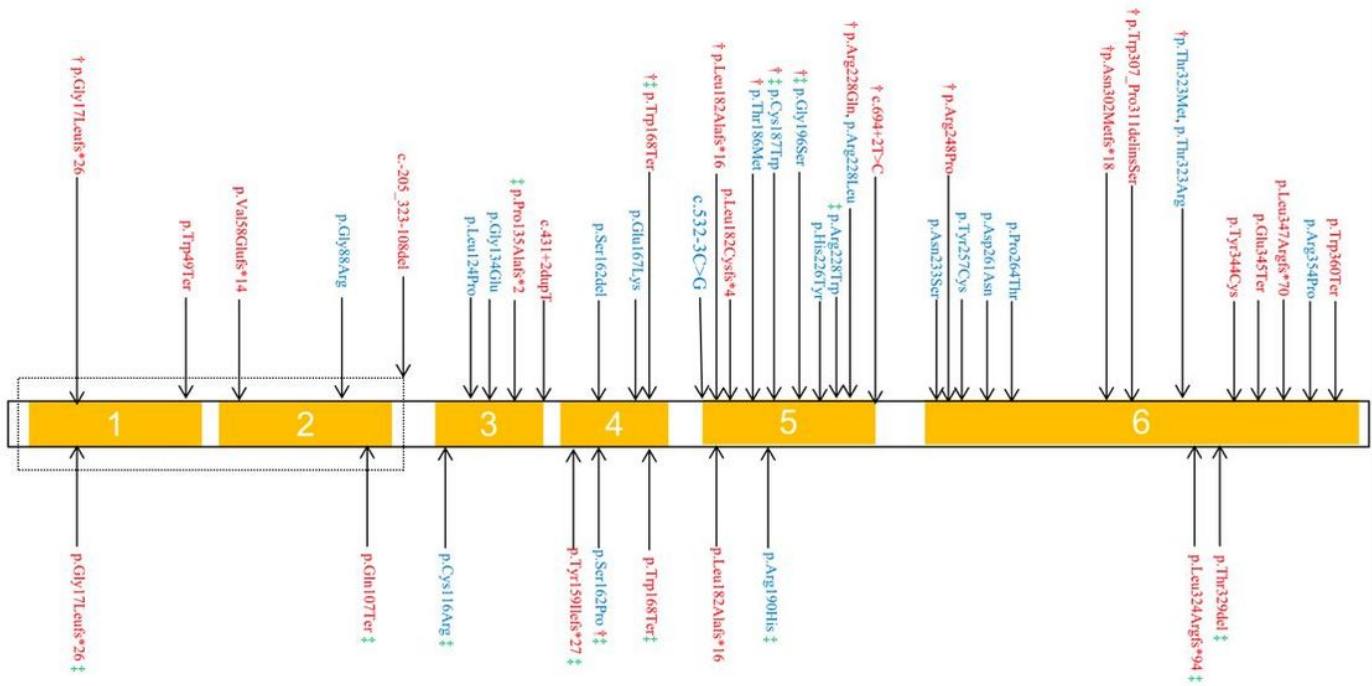 † p.Gly17Leufs*26
p.Trp49Ter
p.Val58Glufs*14
p.Gly88Arg
c.-205_323-108del
p.Leu124Pro
p.Gly134Glu
‡ p.Pro135Alafs*2
c.431+2dupT
p.Ser162del
p.Glu167Lys
†‡ p.Trp168Ter
c.532-3C>G
† p.Leu182Alafs*16
p.Leu182Cysfs*4
† p.Thr186Met
†‡ p.Cys187Trp
†‡ p.Gly196Ser
p.His226Tyr
‡ p.Arg228Trp
† p.Arg228Gln, p.Arg228Leu
† c.694+2T>C
p.Asn233Ser
† p.Arg248Pro
p.Tyr257Cys
p.Asp261Asn
p.Pro264Thr
†p.Asn302Metfs*18
† p.Trp307_Pro311delinsSer
†p.Thr323Met, p.Thr323Arg
p.Tyr344Cys
p.Glu345Ter
p.Leu347Argfs*70
p.Arg354Pro
p.Trp360Ter
1
2
3
4
5
6
p.Gly17Leufs*26 ‡
p.Gln107Ter ‡
p.Cys116Arg ‡
p.Tyr159Ilefs*27 ‡
p.Ser162Pro †‡
p.Trp168Ter‡
p.Leu182Alafs*16
p.Arg190His ‡
p.Leu324Argfs*94 ‡
p.Thr329del ‡